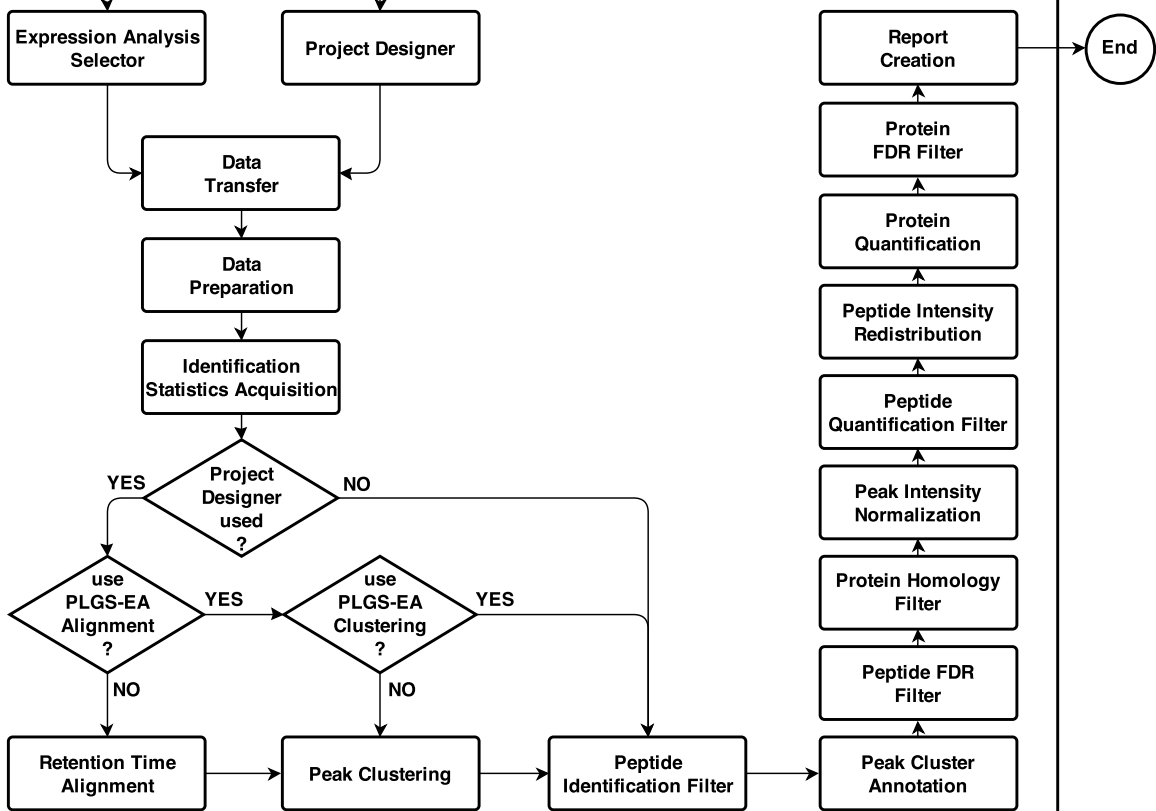 Expression Analysis
Selector
Project Designer
Data
Transfer
Data
Preparation
Identification
Statistics Acquisition
Project
Designer
used
?
YES
NO
use
PLGS-EA
Alignment
?
YES
NO
use
PLGS-EA
Clustering
?
YES
NO
Retention Time
Alignment
Peak Clustering
Peptide
Identification Filter
Peak Cluster
Annotation
Peptide FDR
Filter
Protein Homology
Filter
Peak Intensity
Normalization
Peptide
Quantification Filter
Peptide Intensity
Redistribution
Protein
Quantification
Protein
FDR Filter
Report
Creation
End